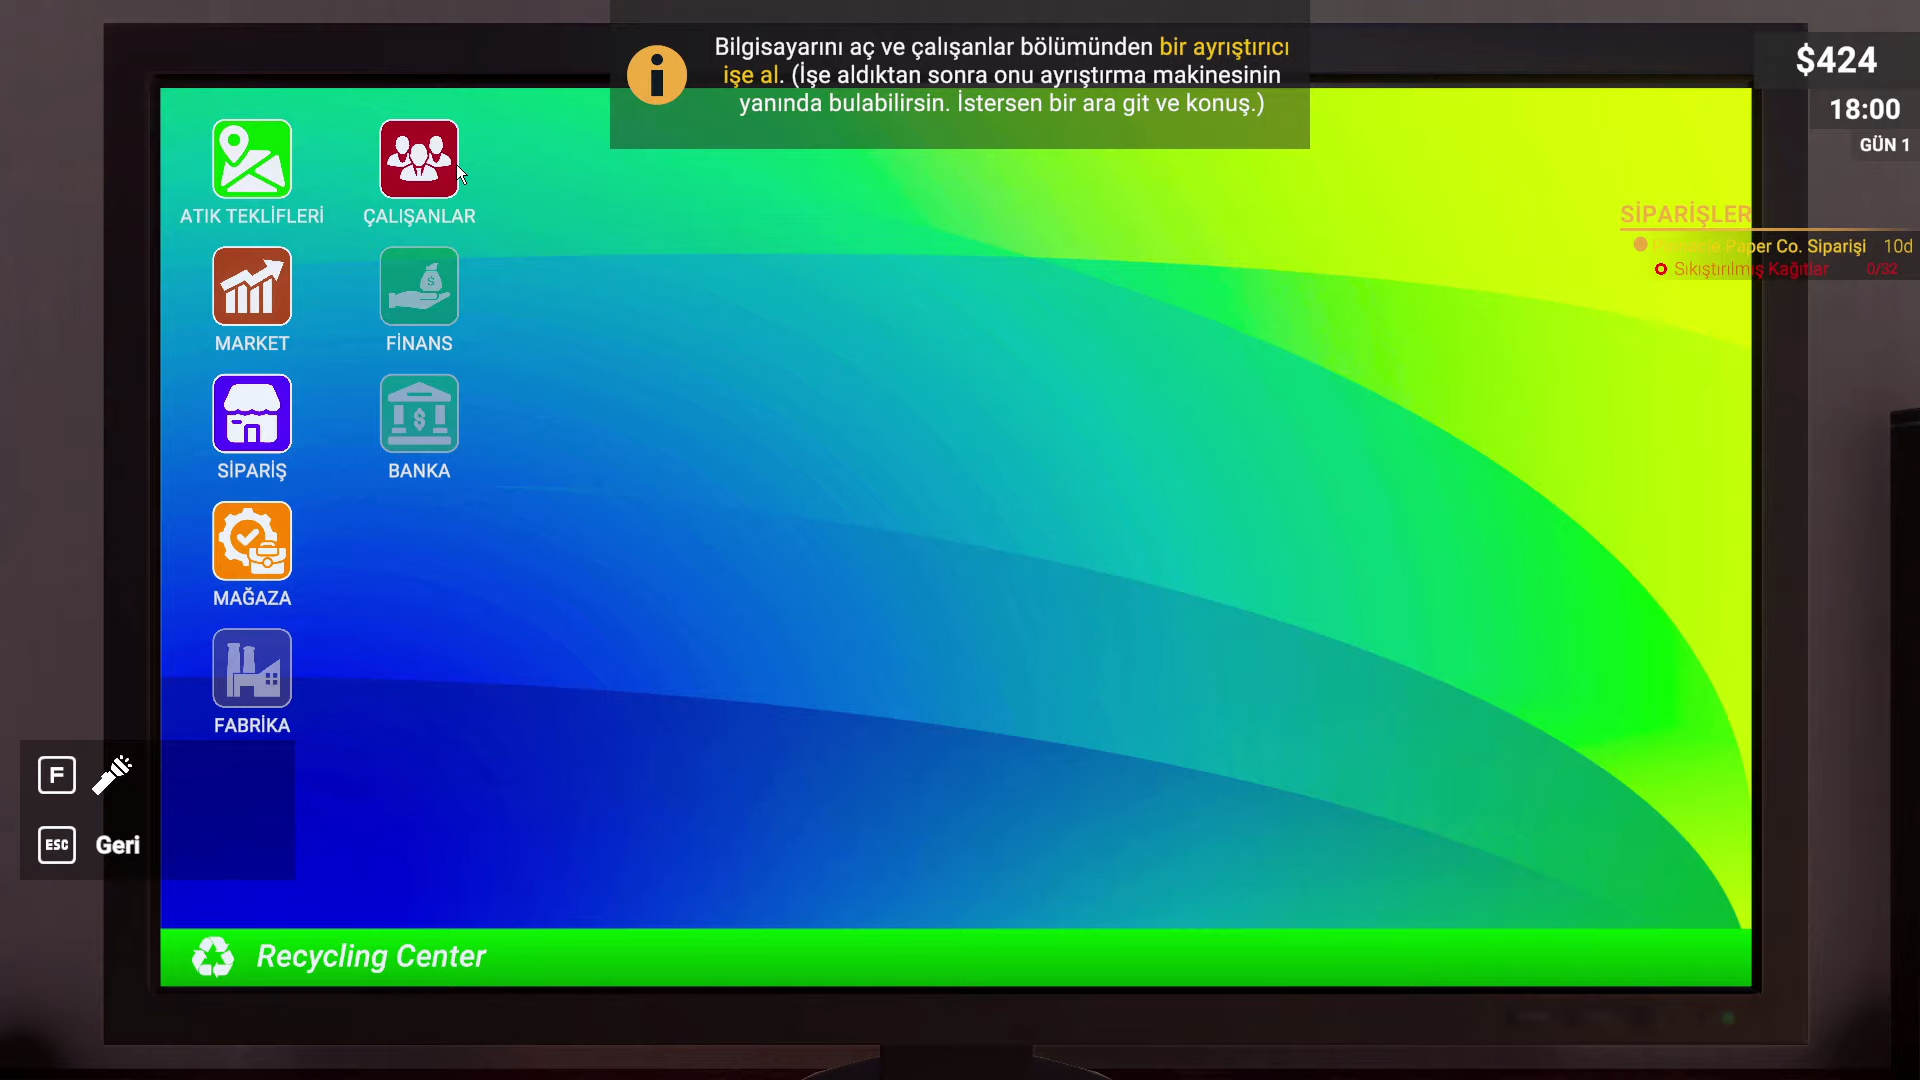 Bilgisayarını aç ve çalışanlar bölümünden bir ayrıştırıcı
işe al. (İşe aldıktan sonra onu ayrıştırma makinesinin
yanında bulabilirsin. İstersen bir ara git ve konuş.)
$424
18:00
GÜN 1
SİPARİŞLER
Paper Co. Siparişi 10d
Sıkıştırılmış Kağıtlar 0/32
ATIK TEKLİFLERİ
ÇALIŞANLAR
MARKET
FİNANS
SİPARİŞ
BANKA
MAĞAZA
FABRİKA
F
ESC Geri
Recycling Center